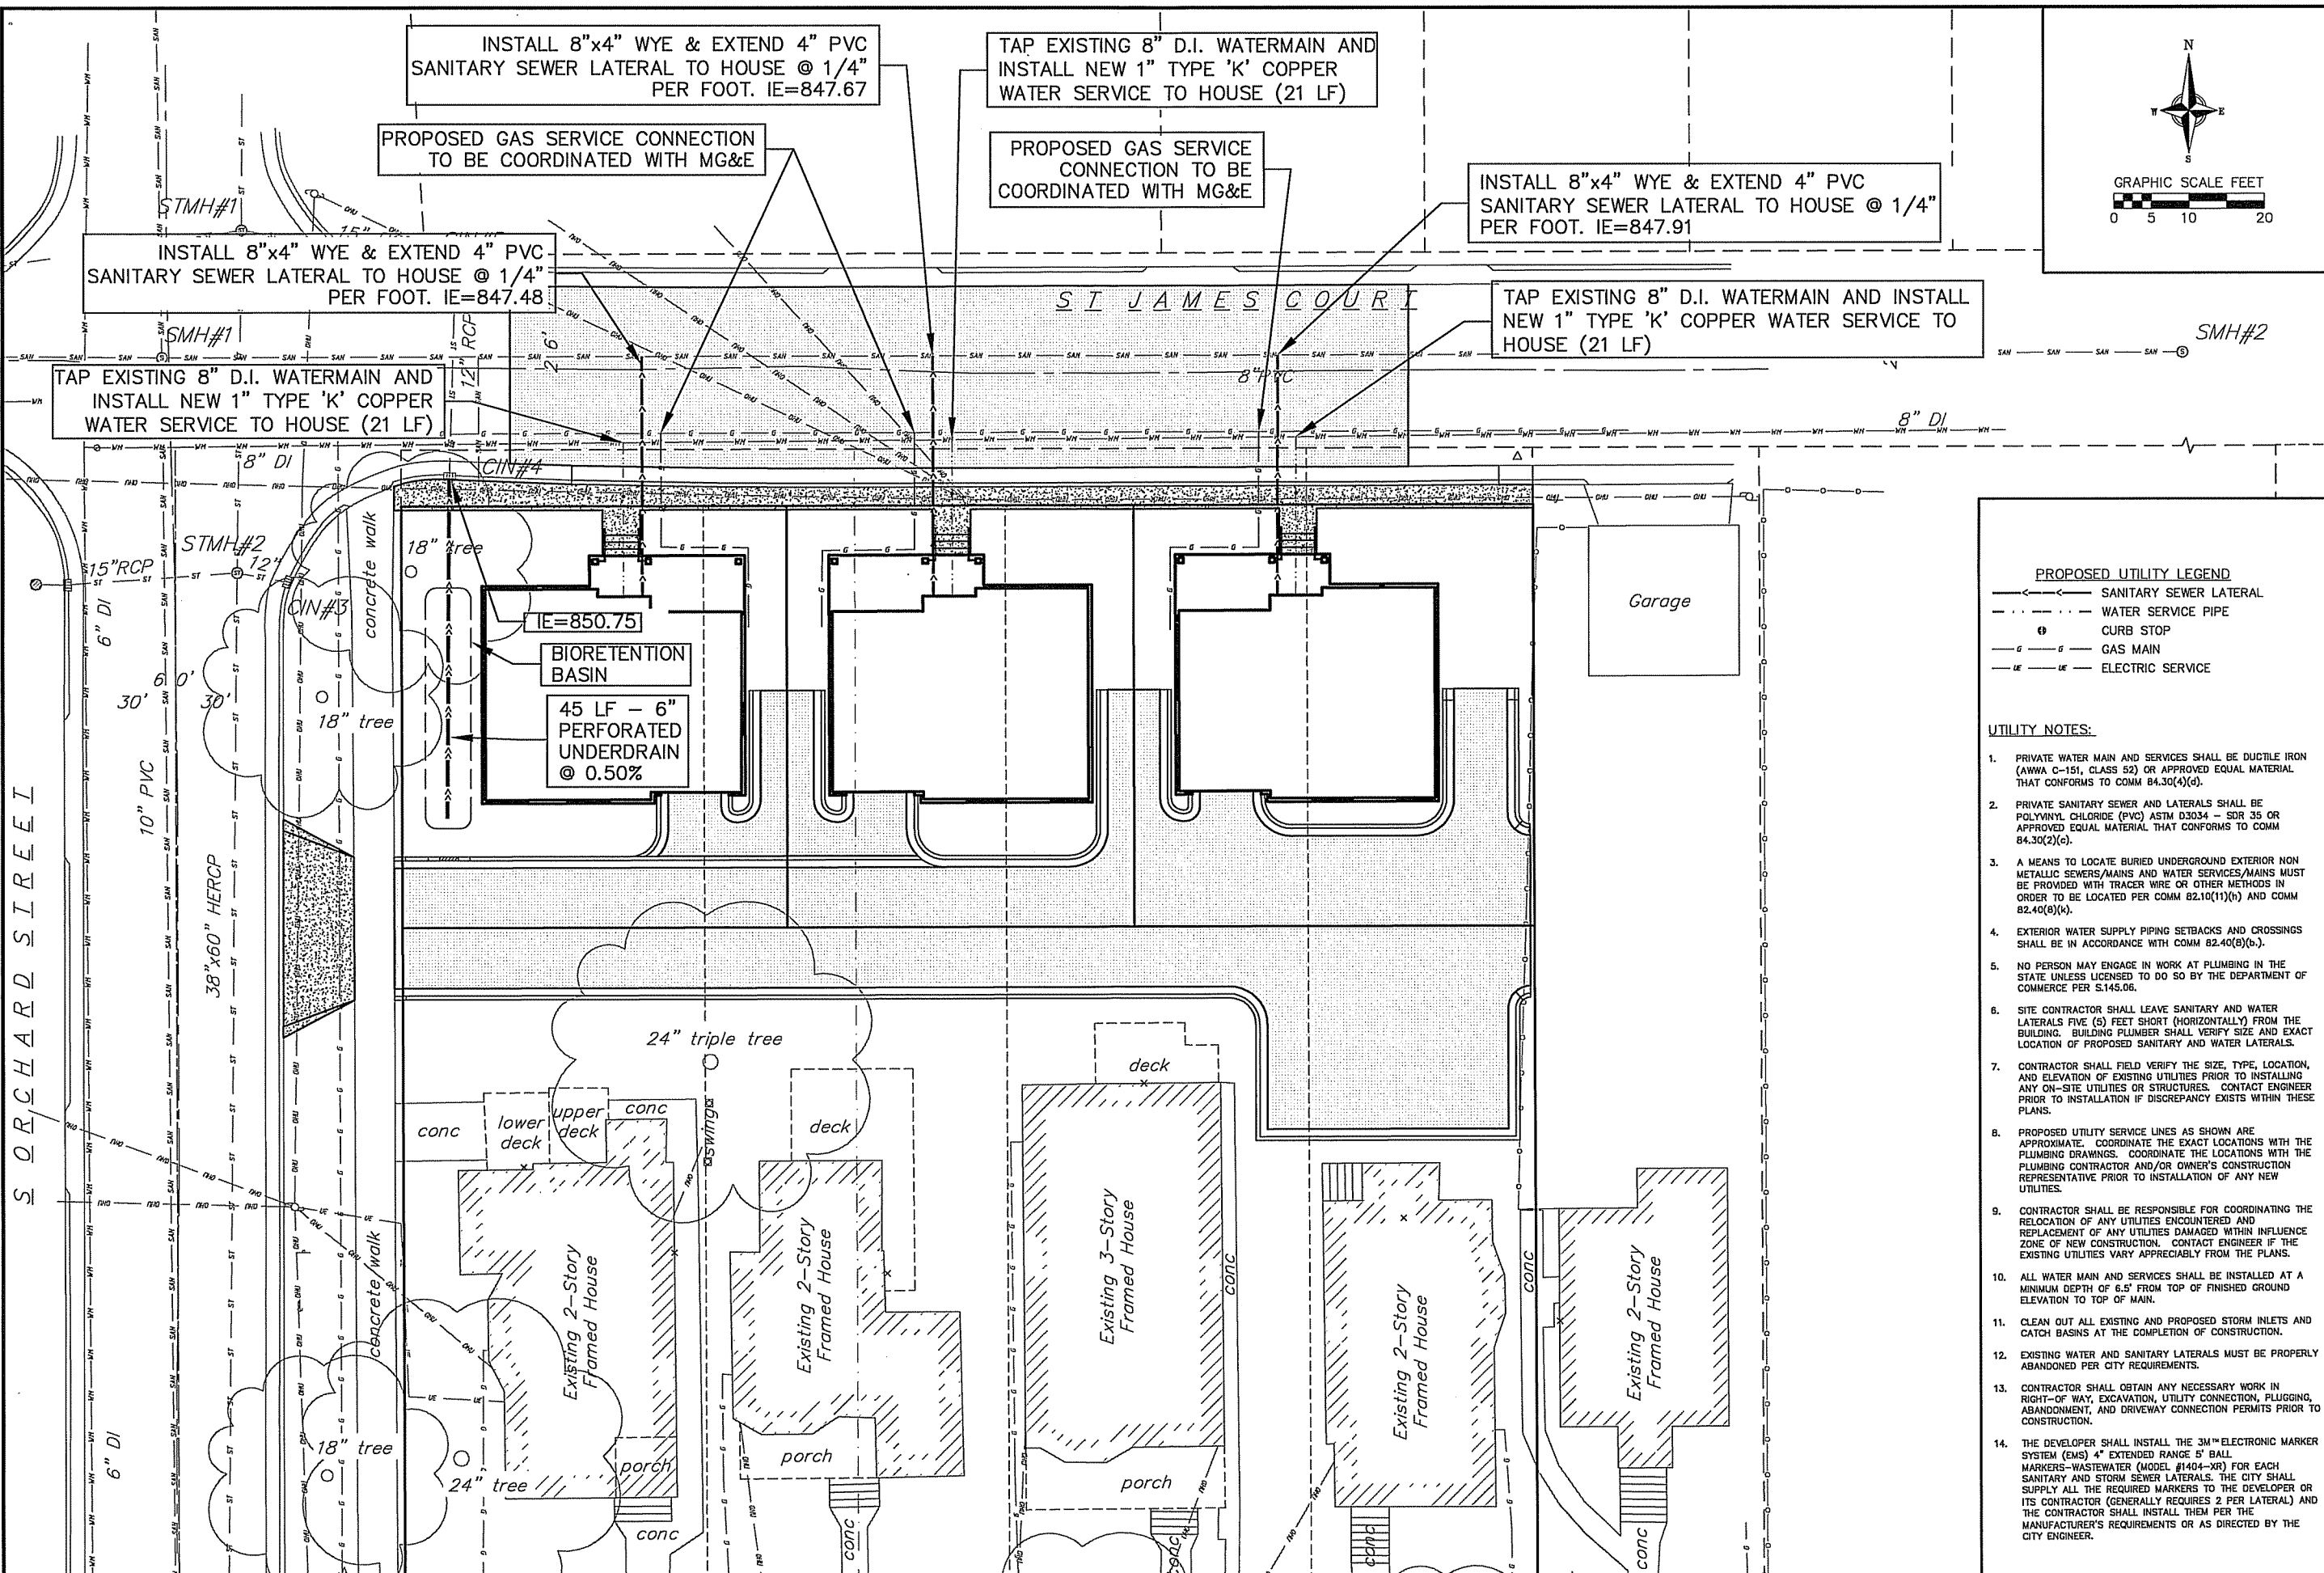 INSTALL 8"x4" WYE & EXTEND 4" PVC
SANITARY SEWER LATERAL TO HOUSE @ 1/4"
PER FOOT. IE=847.67
TAP EXISTING 8" D.I. WATERMAIN AND
INSTALL NEW 1" TYPE 'K' COPPER
WATER SERVICE TO HOUSE (21 LF)
PROPOSED GAS SERVICE CONNECTION
TO BE COORDINATED WITH MG&E
PROPOSED GAS SERVICE
CONNECTION TO BE
COORDINATED WITH MG&E
INSTALL 8"x4" WYE & EXTEND 4" PVC
SANITARY SEWER LATERAL TO HOUSE @ 1/4"
PER FOOT. IE=847.91
N
W
E
S
GRAPHIC SCALE FEET
0 5 10 20
STMH#1
INSTALL 8"x4" WYE & EXTEND 4" PVC
SANITARY SEWER LATERAL TO HOUSE @ 1/4"
PER FOOT. IE=847.48
ST JAMES COURT
TAP EXISTING 8" D.I. WATERMAIN AND INSTALL
NEW 1" TYPE 'K' COPPER WATER SERVICE TO
HOUSE (21 LF)
SMH#1
SMH#2
12" RCP
26'
8" PVC
TAP EXISTING 8" D.I. WATERMAIN AND
INSTALL NEW 1" TYPE 'K' COPPER
WATER SERVICE TO HOUSE (21 LF)
8" DI
8" DI
CIN#4
STMH#2
15"RCP
12"
CIN#3
6" DI
concrete walk
18" tree
IE=850.75
BIORETENTION
BASIN
45 LF - 6"
PERFORATED
UNDERDRAIN
@ 0.50%
Garage
60'
30'
30'
18" tree
10" PVC
38"x60" HERCP
S ORCHARD STREET
24" triple tree
deck
conc
lower
deck
upper
deck
conc
swing
deck
Existing 2-Story
Framed House
Existing 2-Story
Framed House
Existing 3-Story
Framed House
conc
Existing 2-Story
Framed House
conc
Existing 2-Story
Framed House
concrete walk
6" DI
18" tree
24" tree
porch
porch
porch
conc
conc
conc
conc
conc
PROPOSED UTILITY LEGEND
SANITARY SEWER LATERAL
WATER SERVICE PIPE
CURB STOP
G G GAS MAIN
UE UE ELECTRIC SERVICE
UTILITY NOTES:
1. PRIVATE WATER MAIN AND SERVICES SHALL BE DUCTILE IRON
(AWWA C-151, CLASS 52) OR APPROVED EQUAL MATERIAL
THAT CONFORMS TO COMM 84.30(4)(d).
2. PRIVATE SANITARY SEWER AND LATERALS SHALL BE
POLYVINYL CHLORIDE (PVC) ASTM D3034 - SDR 35 OR
APPROVED EQUAL MATERIAL THAT CONFORMS TO COMM
84.30(2)(c).
3. A MEANS TO LOCATE BURIED UNDERGROUND EXTERIOR NON
METALLIC SEWERS/MAINS AND WATER SERVICES/MAINS MUST
BE PROVIDED WITH TRACER WIRE OR OTHER METHODS IN
ORDER TO BE LOCATED PER COMM 82.10(11)(h) AND COMM
82.40(8)(k).
4. EXTERIOR WATER SUPPLY PIPING SETBACKS AND CROSSINGS
SHALL BE IN ACCORDANCE WITH COMM 82.40(8)(b.).
5. NO PERSON MAY ENGAGE IN WORK AT PLUMBING IN THE
STATE UNLESS LICENSED TO DO SO BY THE DEPARTMENT OF
COMMERCE PER S.145.06.
6. SITE CONTRACTOR SHALL LEAVE SANITARY AND WATER
LATERALS FIVE (5) FEET SHORT (HORIZONTALLY) FROM THE
BUILDING. BUILDING PLUMBER SHALL VERIFY SIZE AND EXACT
LOCATION OF PROPOSED SANITARY AND WATER LATERALS.
7. CONTRACTOR SHALL FIELD VERIFY THE SIZE, TYPE, LOCATION,
AND ELEVATION OF EXISTING UTILITIES PRIOR TO INSTALLING
ANY ON-SITE UTILITIES OR STRUCTURES. CONTACT ENGINEER
PRIOR TO INSTALLATION IF DISCREPANCY EXISTS WITHIN THESE
PLANS.
8. PROPOSED UTILITY SERVICE LINES AS SHOWN ARE
APPROXIMATE. COORDINATE THE EXACT LOCATIONS WITH THE
PLUMBING DRAWINGS. COORDINATE THE LOCATIONS WITH THE
PLUMBING CONTRACTOR AND/OR OWNER'S CONSTRUCTION
REPRESENTATIVE PRIOR TO INSTALLATION OF ANY NEW
UTILITIES.
9. CONTRACTOR SHALL BE RESPONSIBLE FOR COORDINATING THE
RELOCATION OF ANY UTILITIES ENCOUNTERED AND
REPLACEMENT OF ANY UTILITIES DAMAGED WITHIN INFLUENCE
ZONE OF NEW CONSTRUCTION. CONTACT ENGINEER IF THE
EXISTING UTILITIES VARY APPRECIABLY FROM THE PLANS.
10. ALL WATER MAIN AND SERVICES SHALL BE INSTALLED AT A
MINIMUM DEPTH OF 6.5' FROM TOP OF FINISHED GROUND
ELEVATION TO TOP OF MAIN.
11. CLEAN OUT ALL EXISTING AND PROPOSED STORM INLETS AND
CATCH BASINS AT THE COMPLETION OF CONSTRUCTION.
12. EXISTING WATER AND SANITARY LATERALS MUST BE PROPERLY
ABANDONED PER CITY REQUIREMENTS.
13. CONTRACTOR SHALL OBTAIN ANY NECESSARY WORK IN
RIGHT-OF WAY, EXCAVATION, UTILITY CONNECTION, PLUGGING,
ABANDONMENT, AND DRIVEWAY CONNECTION PERMITS PRIOR TO
CONSTRUCTION.
14. THE DEVELOPER SHALL INSTALL THE 3M™ELECTRONIC MARKER
SYSTEM (EMS) 4" EXTENDED RANGE 5' BALL
MARKERS-WASTEWATER (MODEL #1404-XR) FOR EACH
SANITARY AND STORM SEWER LATERALS. THE CITY SHALL
SUPPLY ALL THE REQUIRED MARKERS TO THE DEVELOPER OR
ITS CONTRACTOR (GENERALLY REQUIRES 2 PER LATERAL) AND
THE CONTRACTOR SHALL INSTALL THEM PER THE
MANUFACTURER'S REQUIREMENTS OR AS DIRECTED BY THE
CITY ENGINEER.